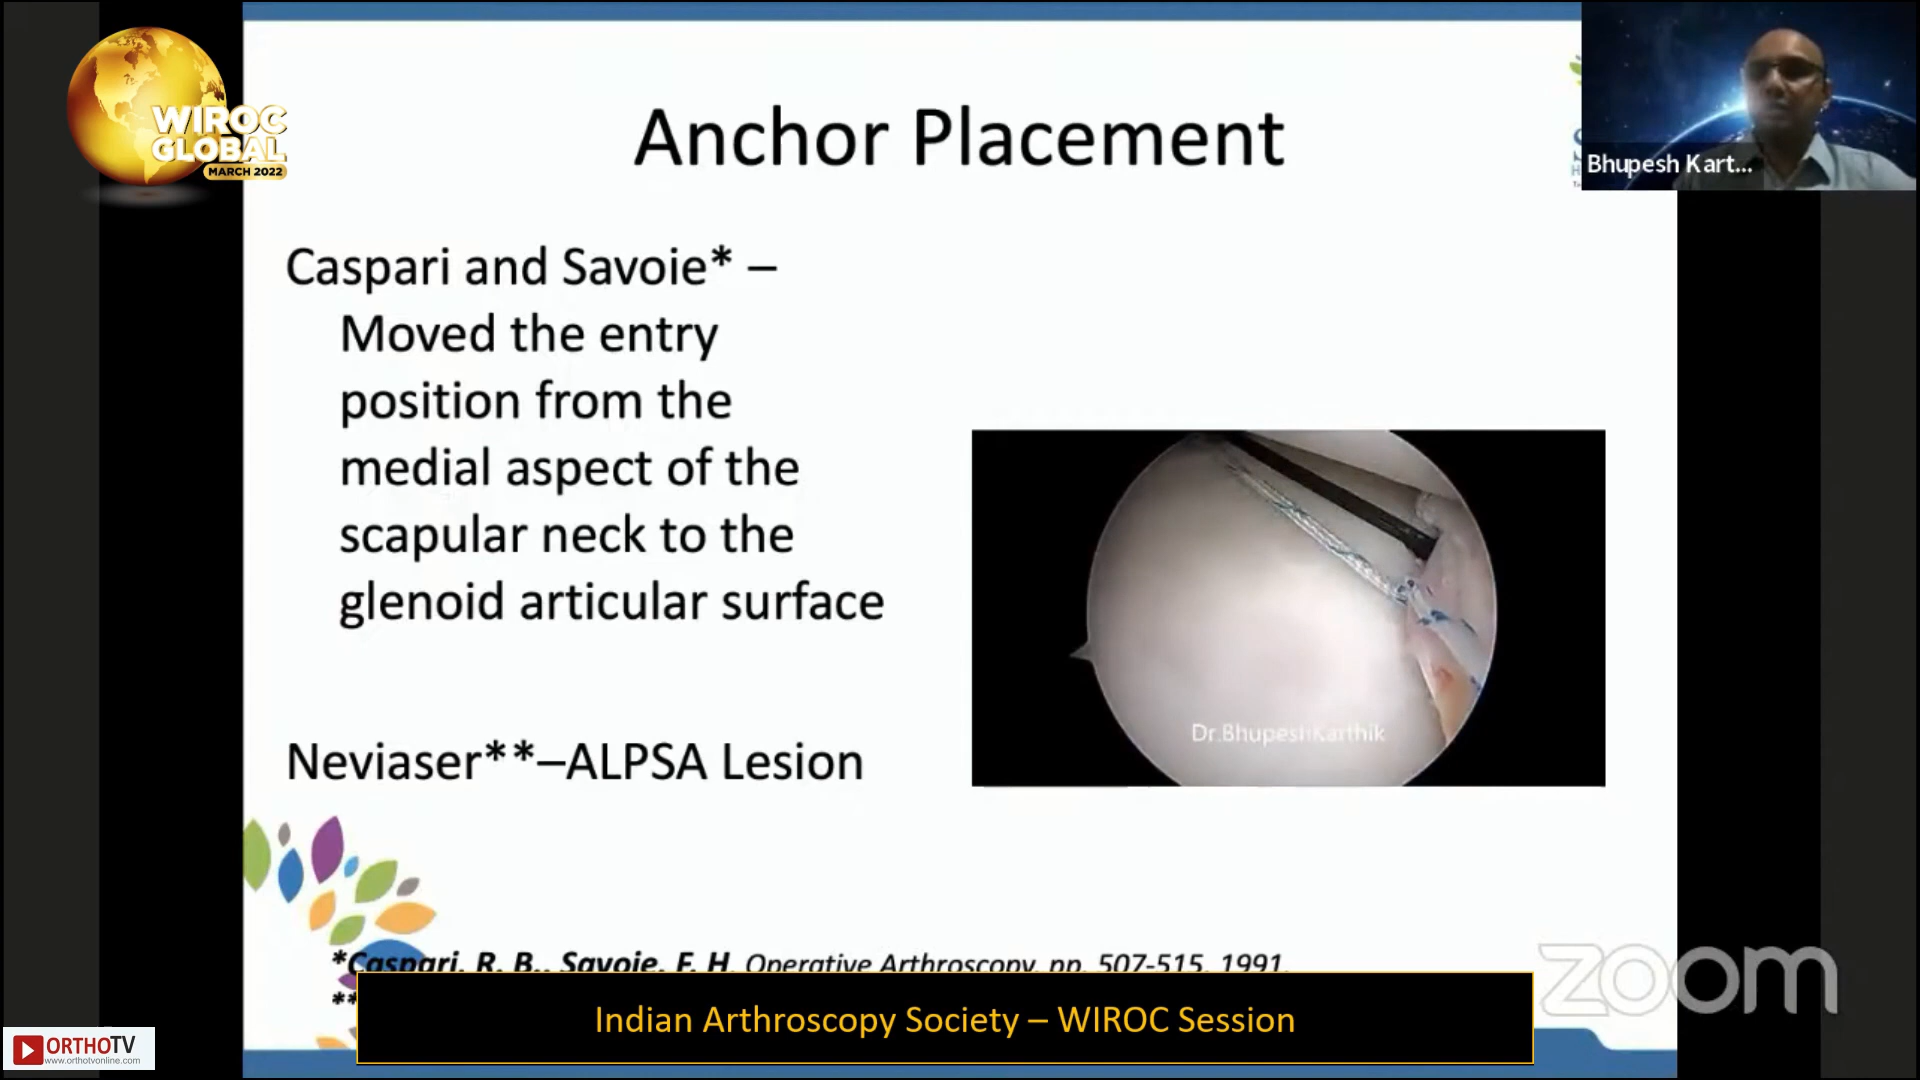 WIROC
GLOBAL
MARCH 2022
Anchor Placement
Bhupesh Kart...
Caspari and Savoie* –
Moved the entry
position from the
medial aspect of the
scapular neck to the
glenoid articular surface
Neviaser**–ALPSA Lesion
Dr.BhupeshKarthik
*Caspari, R. B., Savoie, F. H. Operative Arthroscopy, pp. 507-515, 1991.
**
Indian Arthroscopy Society – WIROC Session
zoom
ORTHOTV
www.orthotvonline.com